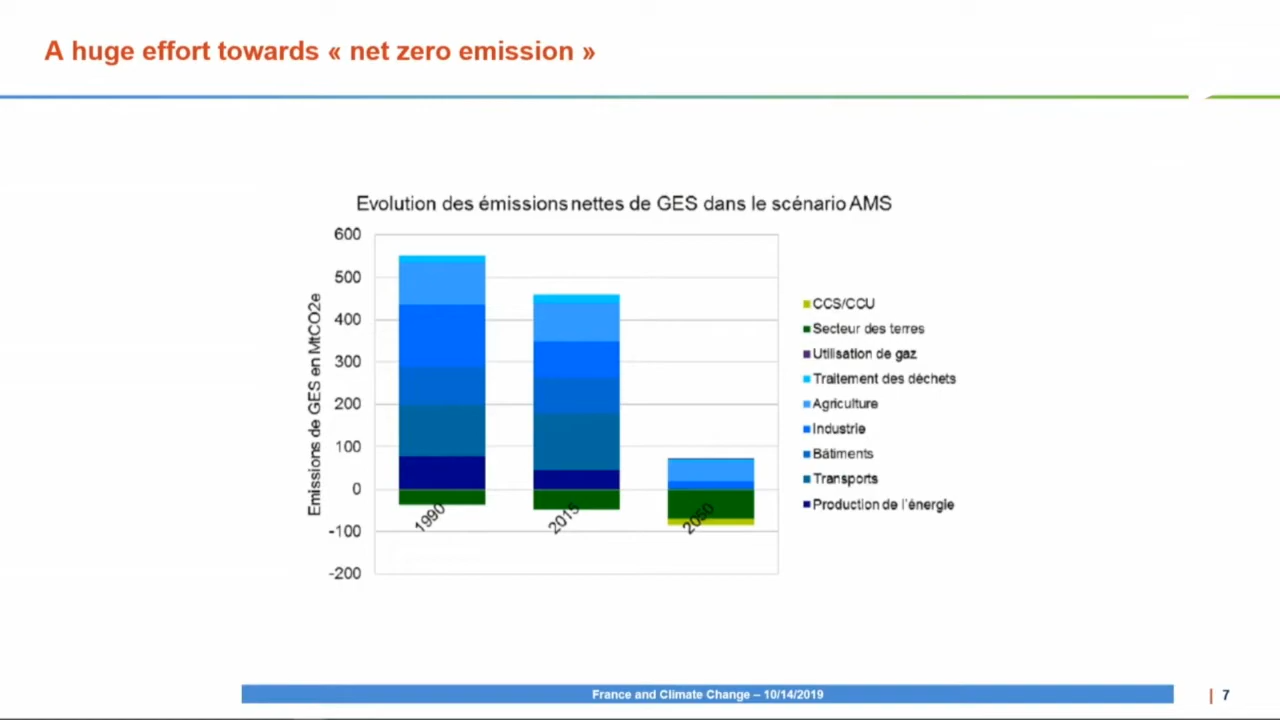 A huge effort towards « net zero emission »
Evolution des émissions nettes de GES dans le scénario AMS
Emissions de GES en MtCO2e
600
500
400
300
200
100
0
-100
-200
1990
2015
2050
CCS/CCU
Secteur des terres
Utilisation de gaz
Traitement des déchets
Agriculture
Industrie
Bâtiments
Transports
Production de l'énergie
France and Climate Change – 10/14/2019
| 7